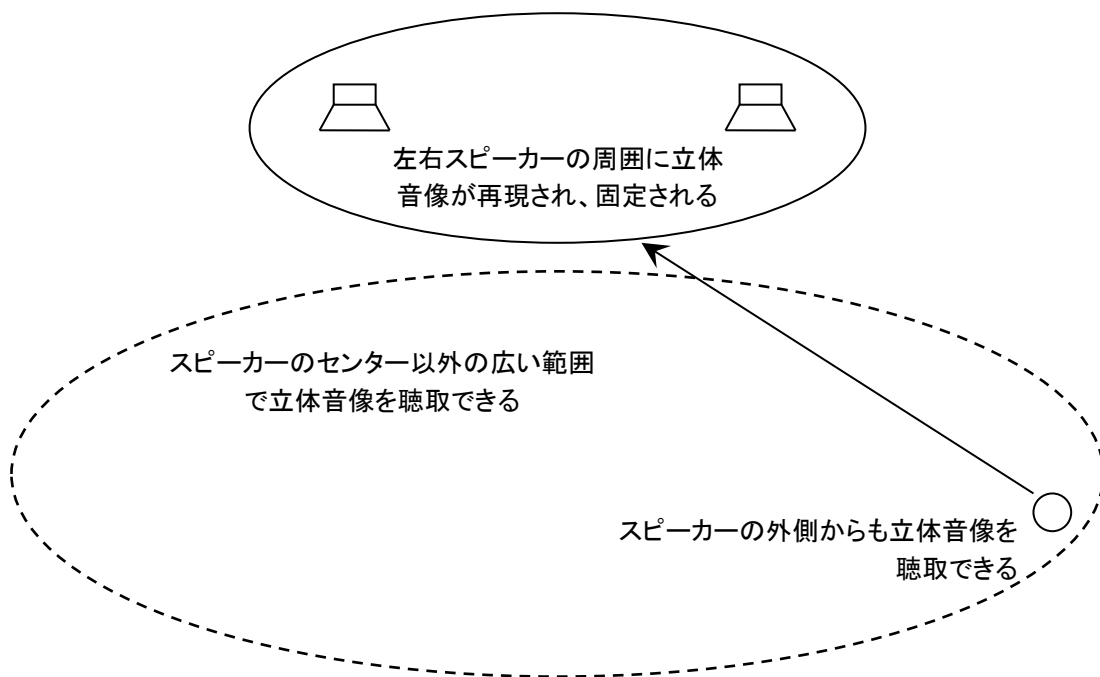 左右スピーカーの周囲に立体
音像が再現され、固定される
スピーカーのセンター以外の広い範囲
で立体音像を聴取できる
スピーカーの外側からも立体音像を
聴取できる